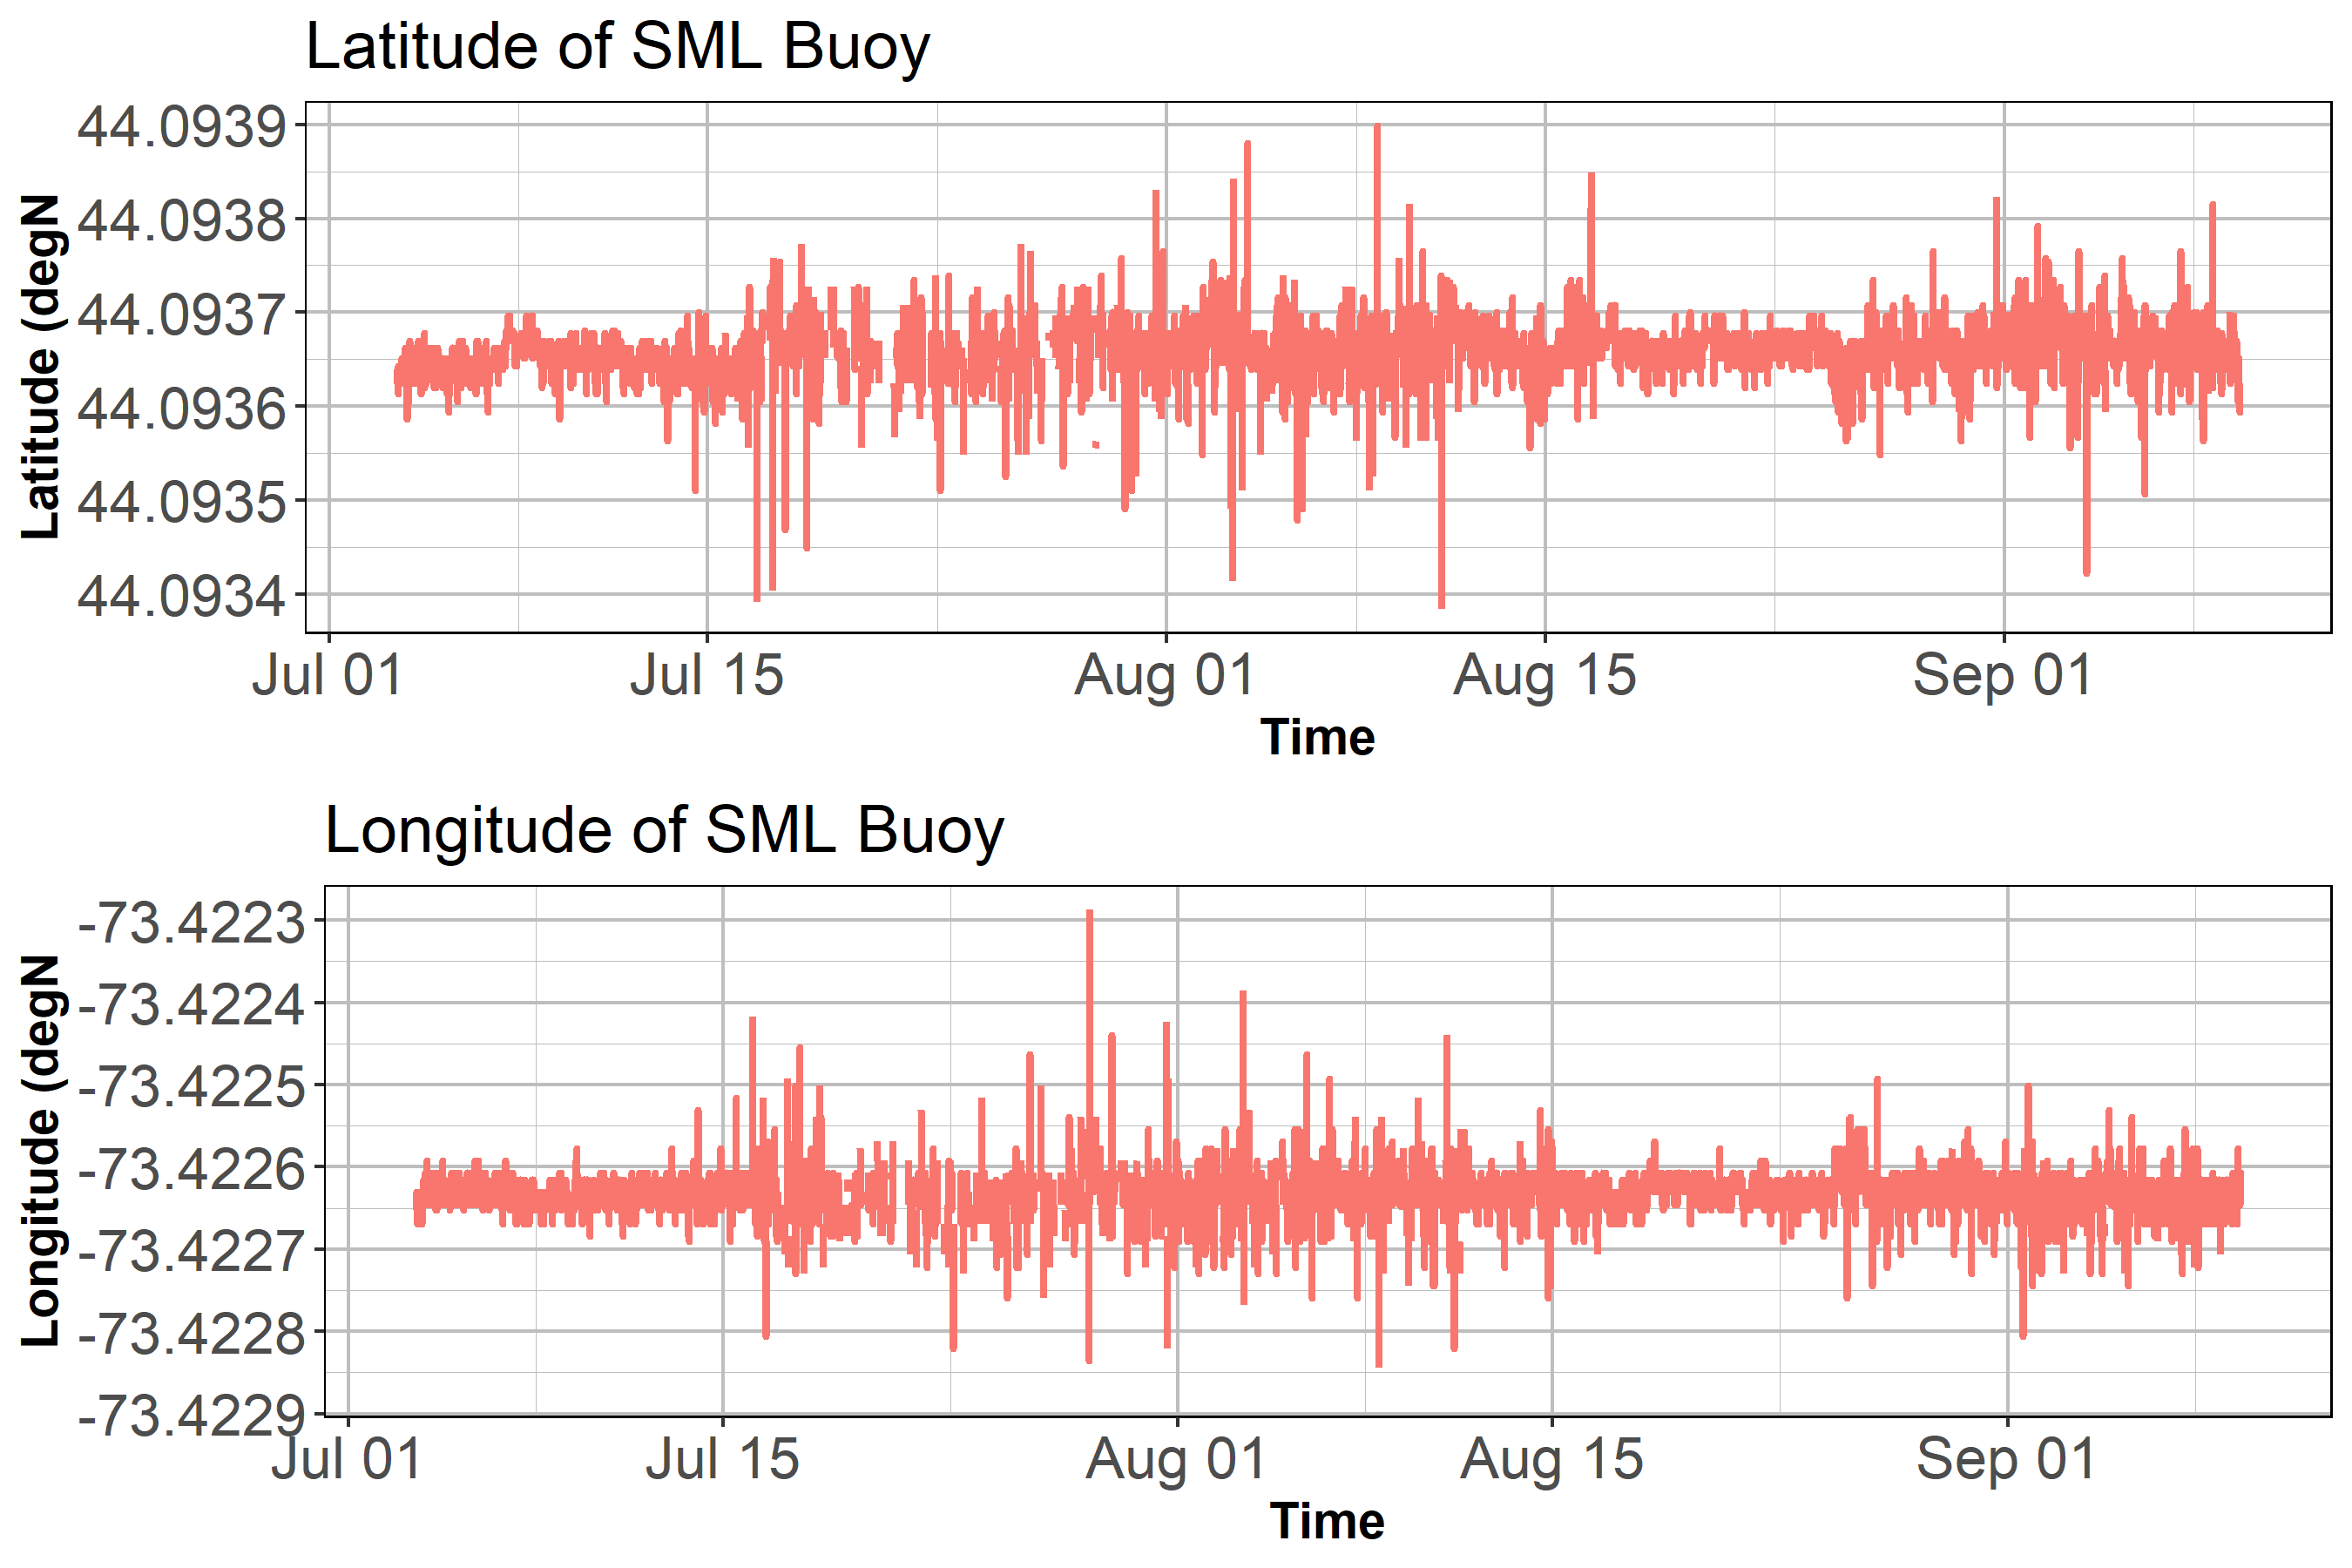 Latitude of SML Buoy
Latitude (degN
44.0939
44.0938
44.0937
44.0936
44.0935
44.0934
Jul 01 Jul 15 Aug 01 Aug 15 Sep 01
Time
Longitude of SML Buoy
Longitude (degN
-73.4223
-73.4224
-73.4225
-73.4226
-73.4227
-73.4228
-73.4229
Jul 01 Jul 15 Aug 01 Aug 15 Sep 01
Time